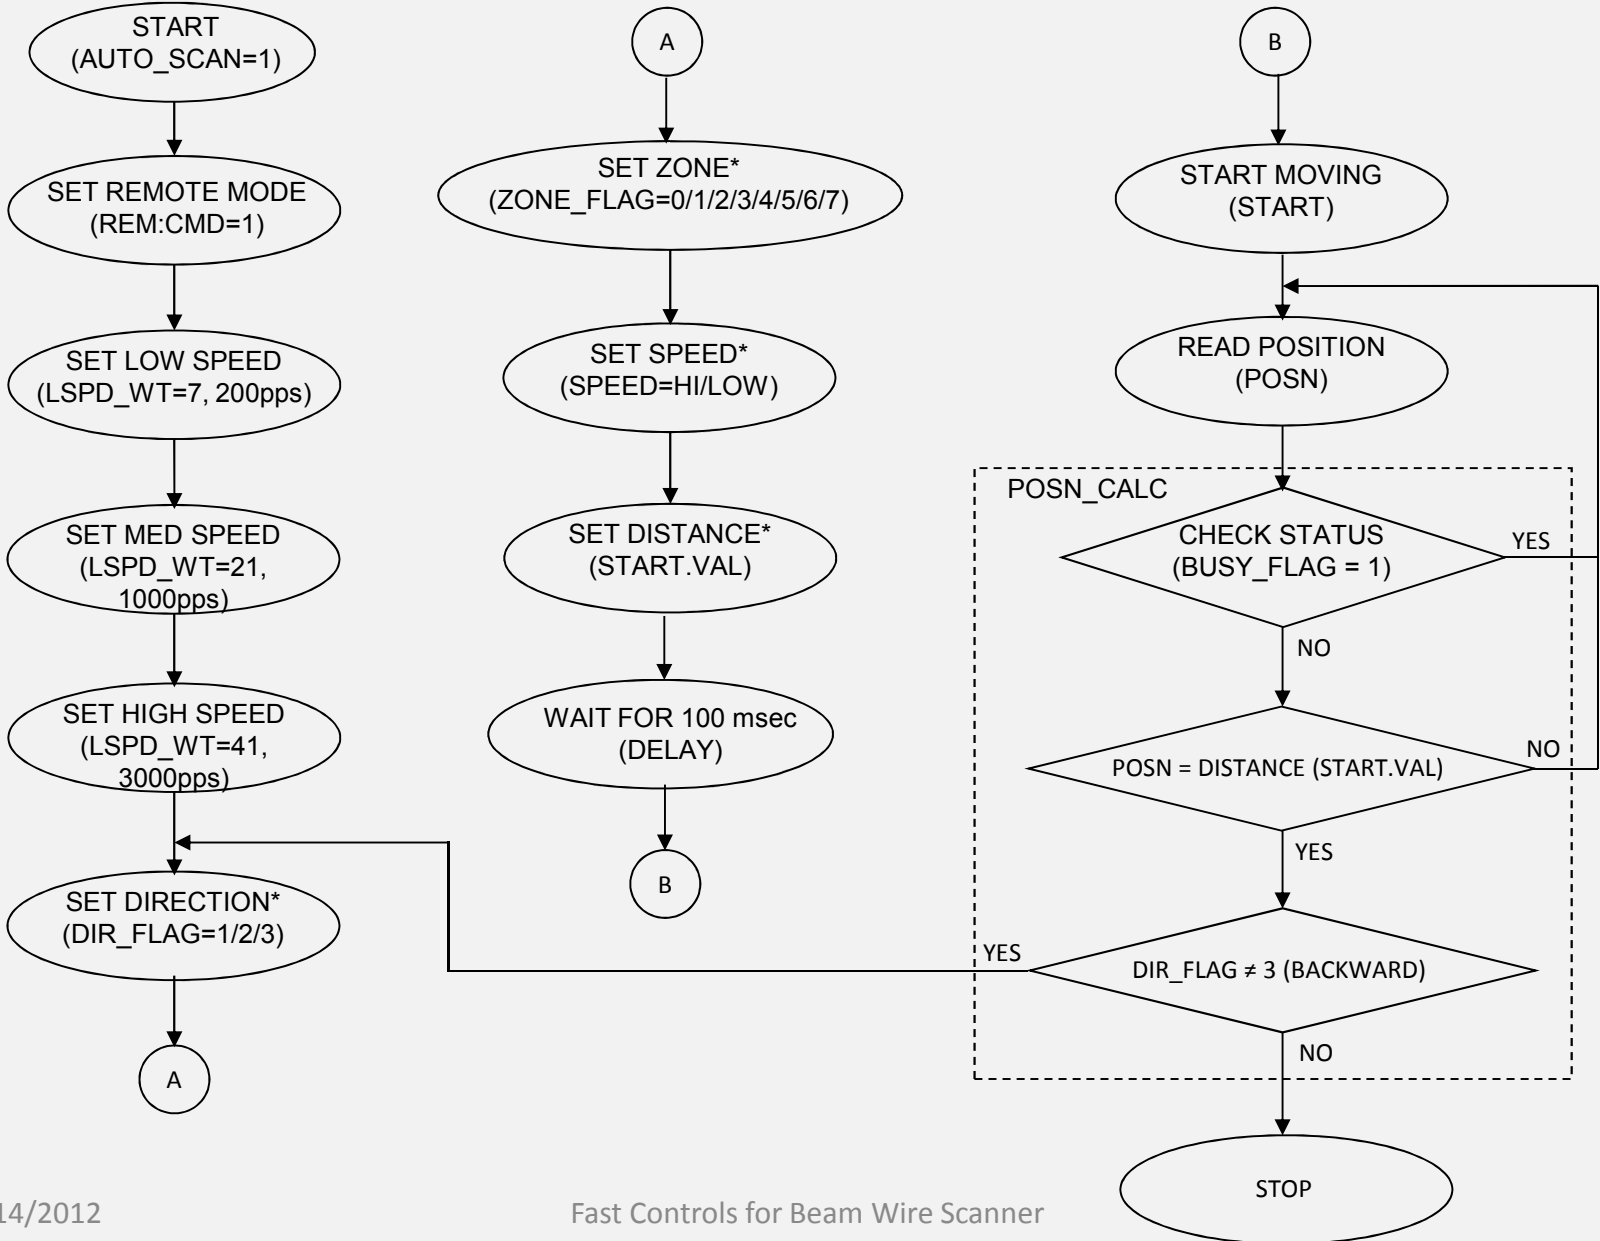 START
(AUTO_SCAN=1)
SET REMOTE MODE
(REM:CMD=1)
SET LOW SPEED
(LSPD_WT=7, 200pps)
SET MED SPEED
(LSPD_WT=21,
1000pps)
SET HIGH SPEED
(LSPD_WT=41,
3000pps)
SET DIRECTION*
(DIR_FLAG=1/2/3)
A
A
SET ZONE*
(ZONE_FLAG=0/1/2/3/4/5/6/7)
SET SPEED*
(SPEED=HI/LOW)
SET DISTANCE*
(START.VAL)
WAIT FOR 100 msec
(DELAY)
B
B
START MOVING
(START)
READ POSITION
(POSN)
POSN_CALC
CHECK STATUS
(BUSY_FLAG = 1)
YES
NO
POSN = DISTANCE (START.VAL)
NO
YES
DIR_FLAG ≠ 3 (BACKWARD)
YES
NO
STOP
14/2012
Fast Controls for Beam Wire Scanner